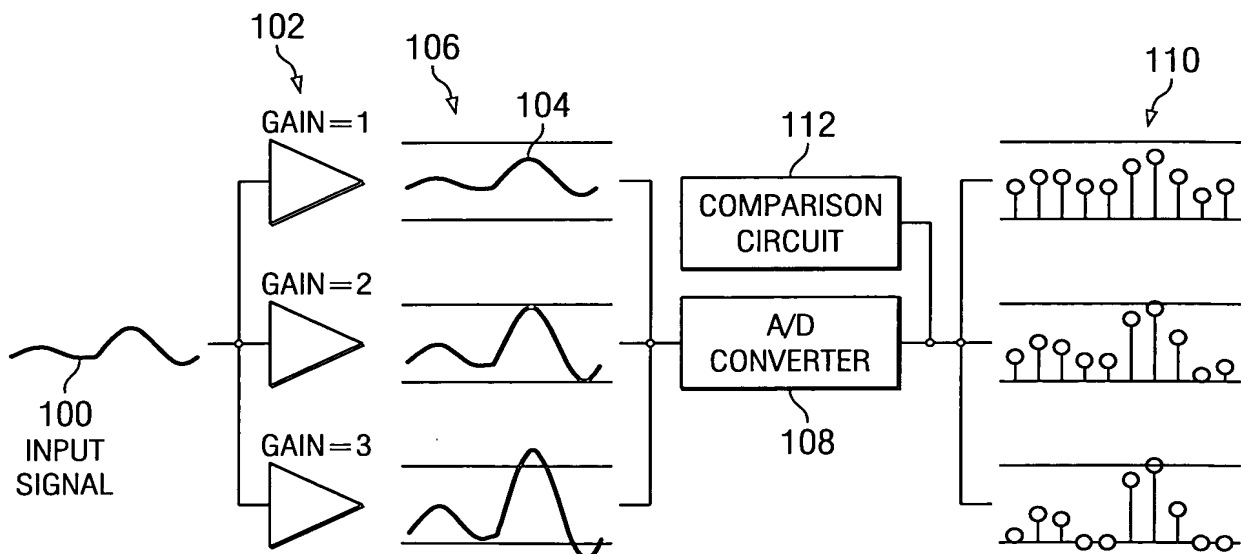 102
106
104
GAIN=1
112
110
COMPARISON
CIRCUIT
GAIN=2
A/D
CONVERTER
100
INPUT
SIGNAL
108
GAIN=3